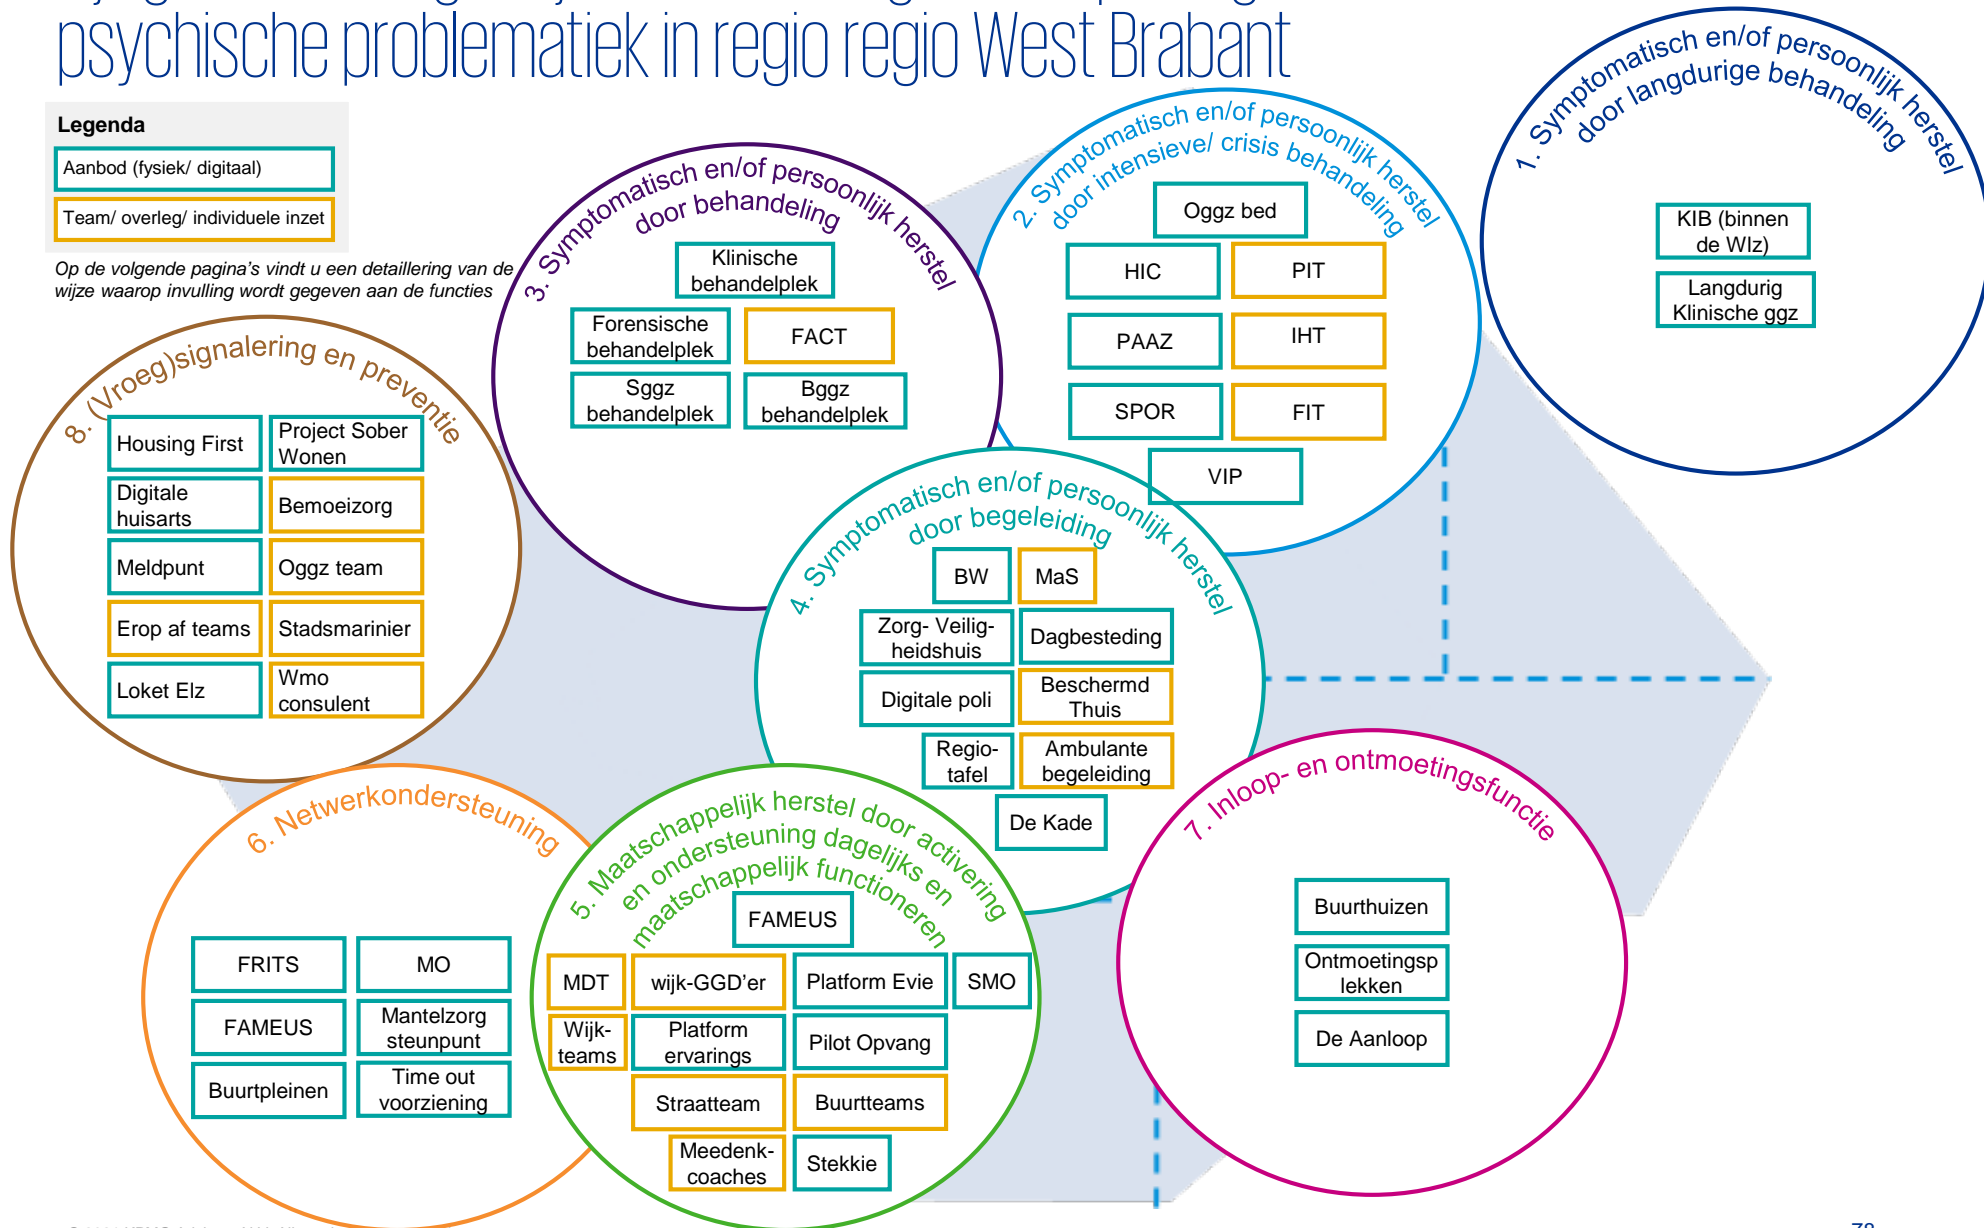 psychische problematiek in regio regio West Brabant
Legenda
Aanbod (fysiek/ digitaal)
Team/ overleg/ individuele inzet
Op de volgende pagina's vindt u een detaillering van de
wijze waarop invulling wordt gegeven aan de functies
1. Symptomatisch en/of persoonlijk herstel
door langdurige behandeling
KIB (binnen
de Wlz)
Langdurig
Klinische ggz
2. Symptomatisch en/of persoonlijk herstel
door intensieve/ crisis behandeling
Oggz bed
HIC
PIT
PAAZ
IHT
SPOR
FIT
VIP
3. Symptomatisch en/of persoonlijk herstel
door behandeling
Klinische
behandelplek
Forensische
behandelplek
FACT
Sggz
behandelplek
Bggz
behandelplek
8. (Vroeg)signalering en preventie
Housing First
Project Sober
Wonen
Digitale
huisarts
Bemoeizorg
Meldpunt
Oggz team
Erop af teams
Stadsmarinier
Loket Elz
Wmo
consulent
4. Symptomatisch en/of persoonlijk herstel
door begeleiding
BW
MaS
Zorg- Veilig-
heidshuis
Dagbesteding
Digitale poli
Beschermd
Thuis
Regio-
tafel
Ambulante
begeleiding
De Kade
6. Netwerkondersteuning
FRITS
MO
FAMEUS
Mantelzorg
steunpunt
Buurtpleinen
Time out
voorziening
5. Maatschappelijk herstel door activering
en ondersteuning dagelijks en
maatschappelijk functioneren
FAMEUS
MDT
wijk-GGD'er
Platform Evie
SMO
Wijk-
teams
Platform
ervarings
Pilot Opvang
Straatteam
Buurtteams
Meedenk-
coaches
Stekkie
7. Inloop- en ontmoetingsfunctie
Buurthuizen
Ontmoetingsp
lekken
De Aanloop